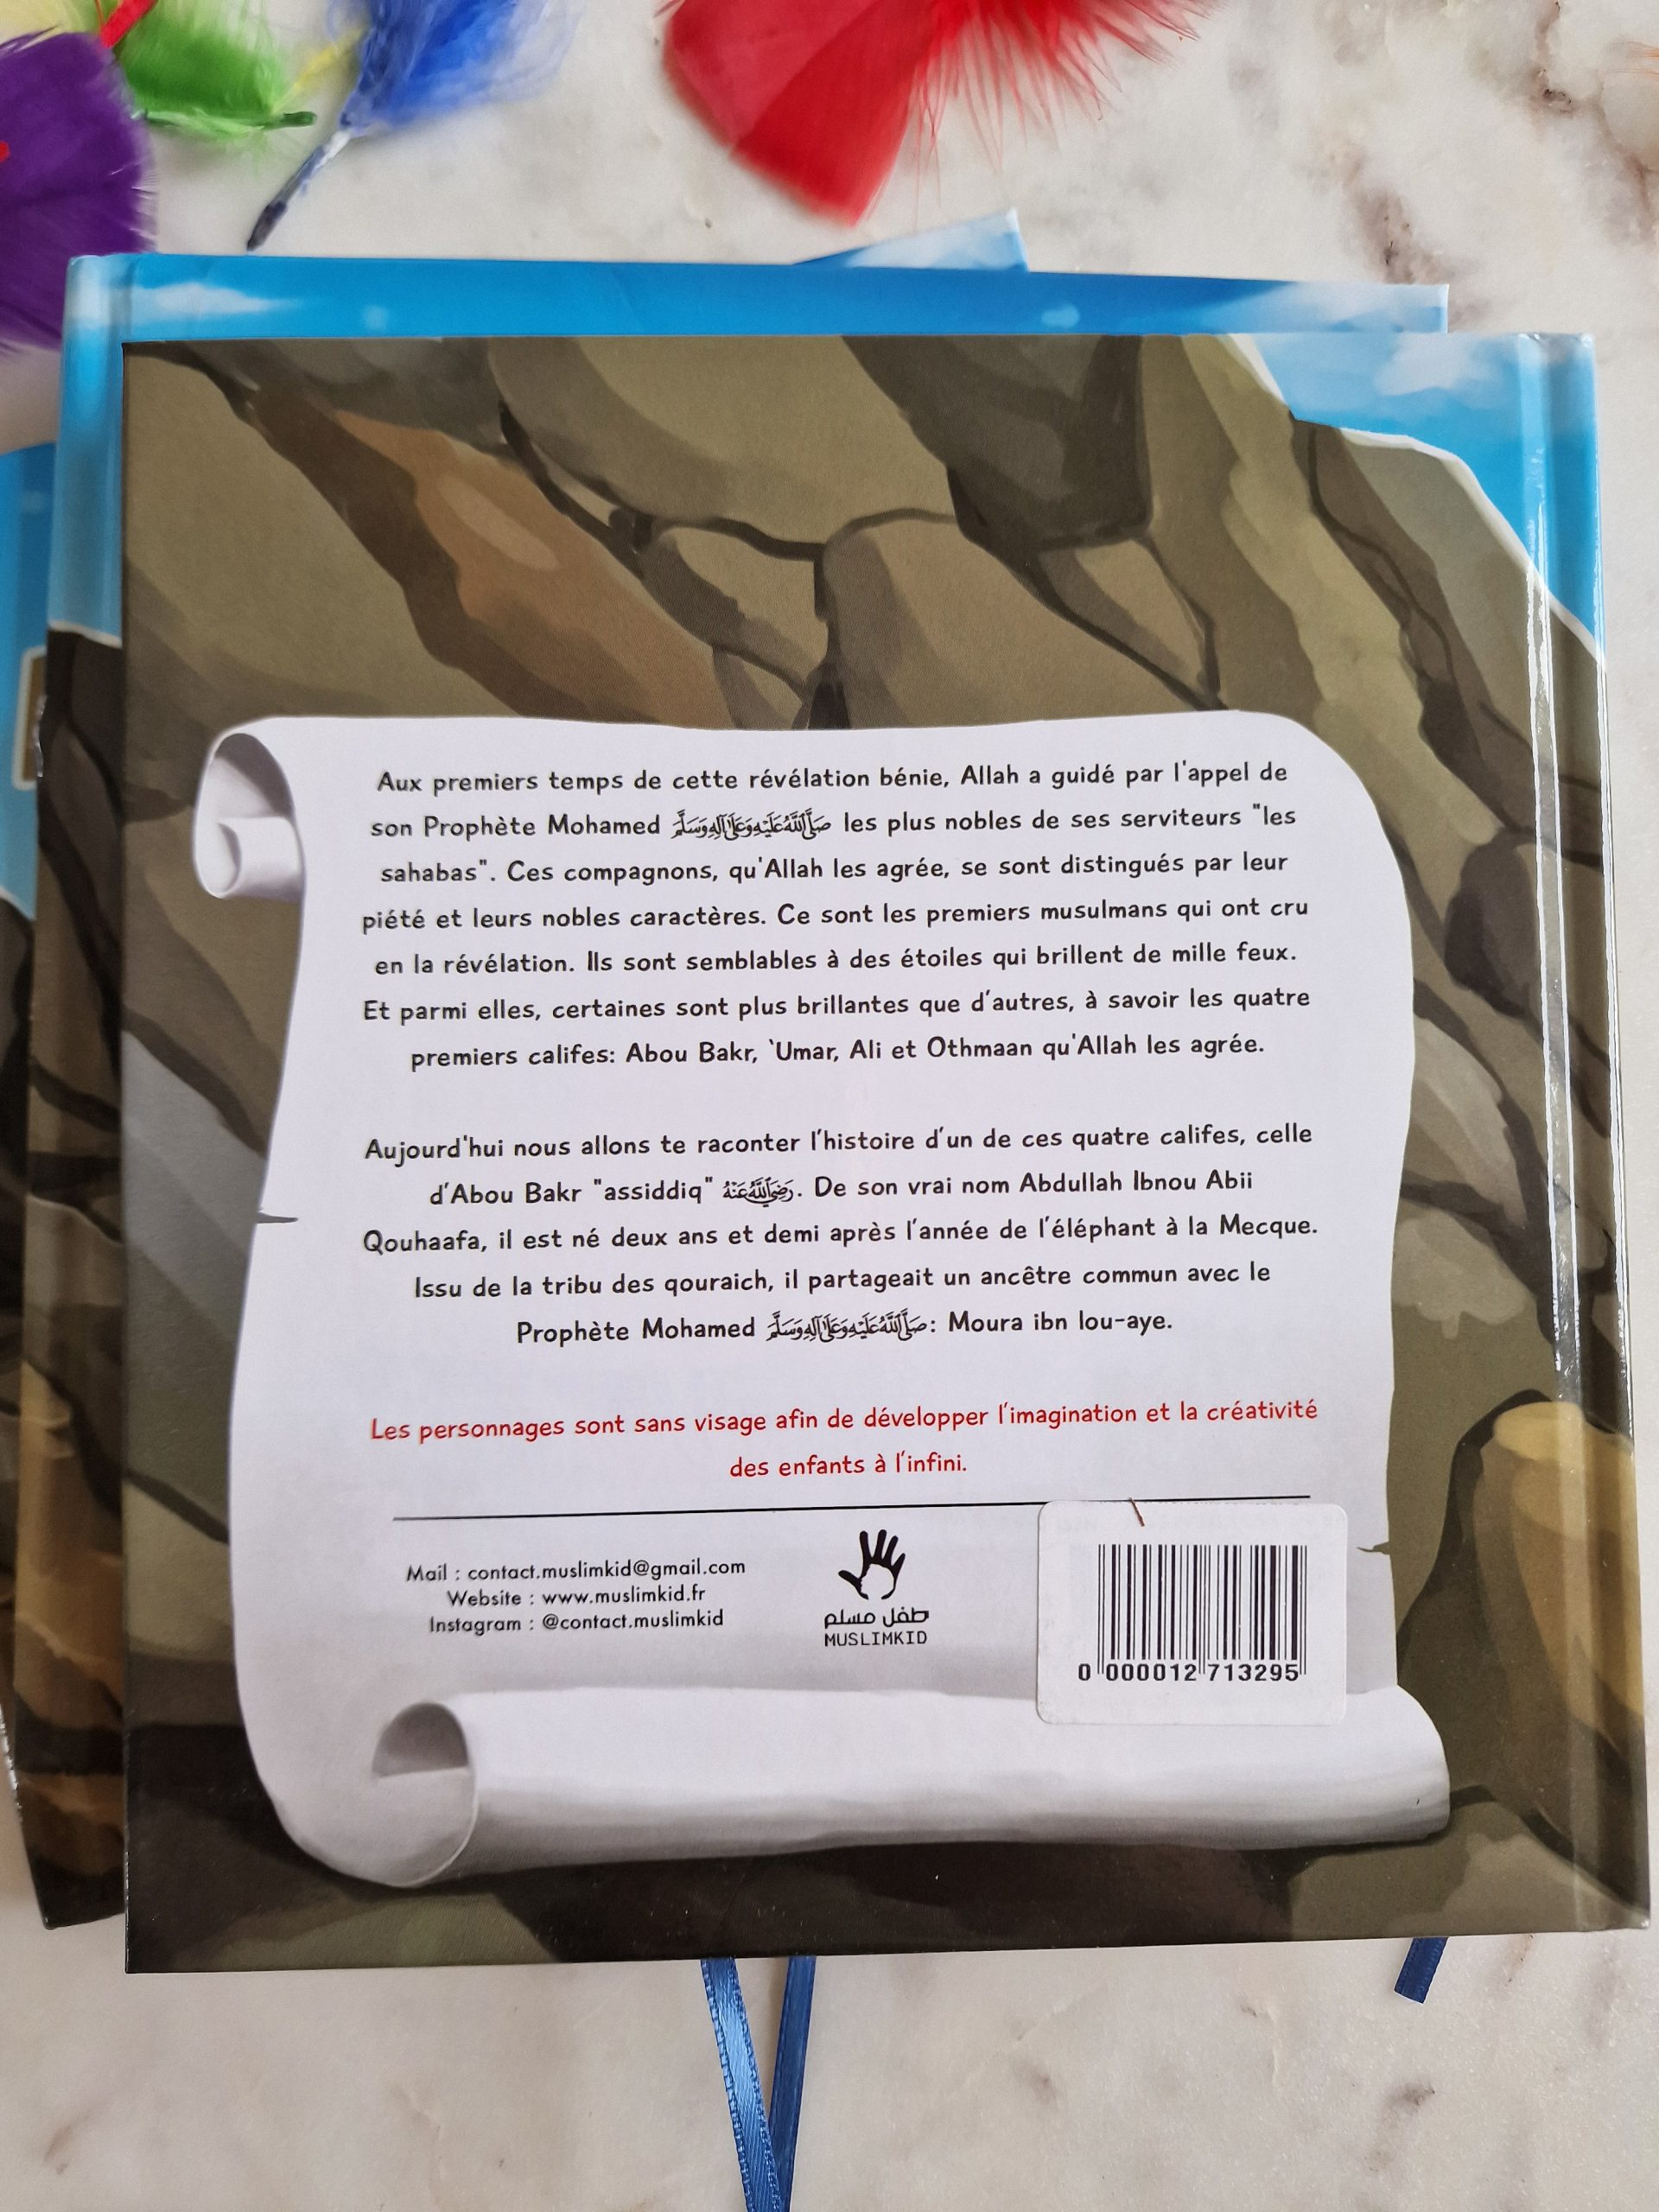 Aux premiers temps de cette révélation bénie, Allah a guidé par l'appel de
son Prophète Mohamed صَلَّى اللَّهُ عَلَيْهِ وَعَلَىٰ آلِهِ وَسَلَّمَ les plus nobles de ses serviteurs "les
sahabas". Ces compagnons, qu'Allah les agrée, se sont distingués par leur
piété et leurs nobles caractères. Ce sont les premiers musulmans qui ont cru
en la révélation. Ils sont semblables à des étoiles qui brillent de mille feux.
Et parmi elles, certaines sont plus brillantes que d'autres, à savoir les quatre
premiers califes: Abou Bakr, 'Umar, Ali et Othmaan qu'Allah les agrée.
Aujourd'hui nous allons te raconter l'histoire d'un de ces quatre califes, celle
d'Abou Bakr "assiddiq" رَضِيَ اللَّهُ عَنْهُ. De son vrai nom Abdullah Ibnou Abii
Qouhaafa, il est né deux ans et demi après l'année de l'éléphant à la Mecque.
Issu de la tribu des qouraich, il partageait un ancêtre commun avec le
Prophète Mohamed صَلَّى اللَّهُ عَلَيْهِ وَعَلَىٰ آلِهِ وَسَلَّمَ: Moura ibn lou-aye.
Les personnages sont sans visage afin de développer l'imagination et la créativité
des enfants à l'infini.
Mail : contact.muslimkid@gmail.com
Website : www.muslimkid.fr
Instagram : @contact.muslimkid
طفل مسلم
MUSLIMKID
0 000012 713295